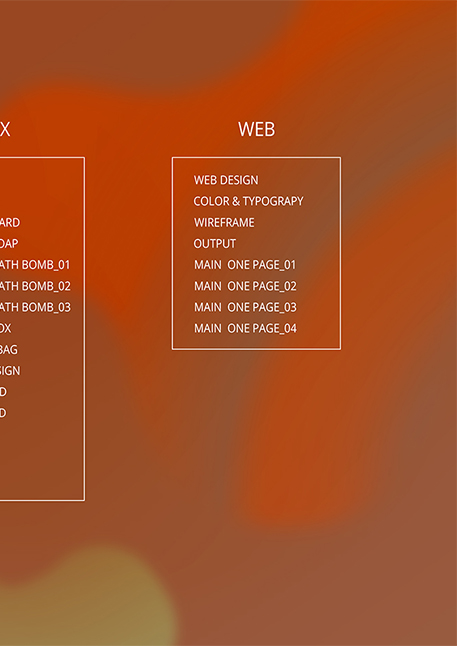 X
ARD
OAP
ATH BOMB_01
ATH BOMB_02
ATH BOMB_03
OX
BAG
SIGN
D
D
WEB
WEB DESIGN
COLOR & TYPOGRAPY
WIREFRAME
OUTPUT
MAIN ONE PAGE_01
MAIN ONE PAGE_02
MAIN ONE PAGE_03
MAIN ONE PAGE_04